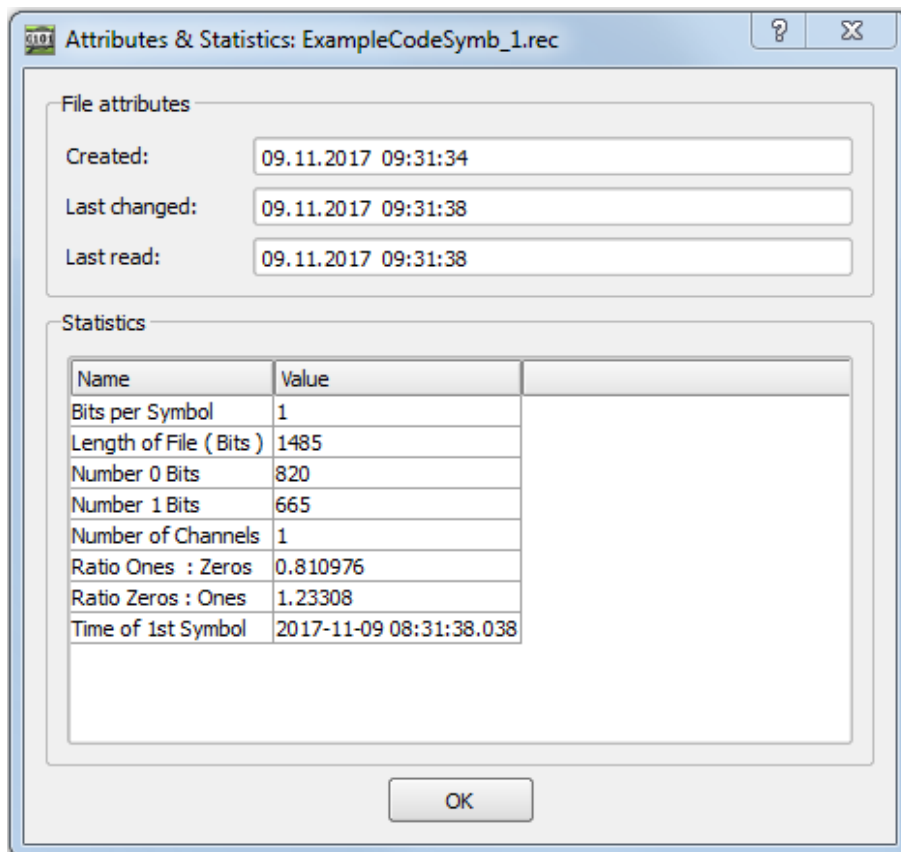 Attributes & Statistics: ExampleCodeSymb_1.rec
File attributes
Created: 09.11.2017 09:31:34
Last changed: 09.11.2017 09:31:38
Last read: 09.11.2017 09:31:38
Statistics
Name Value
Bits per Symbol 1
Length of File ( Bits ) 1485
Number 0 Bits 820
Number 1 Bits 665
Number of Channels 1
Ratio Ones : Zeros 0.810976
Ratio Zeros : Ones 1.23308
Time of 1st Symbol 2017-11-09 08:31:38.038
OK